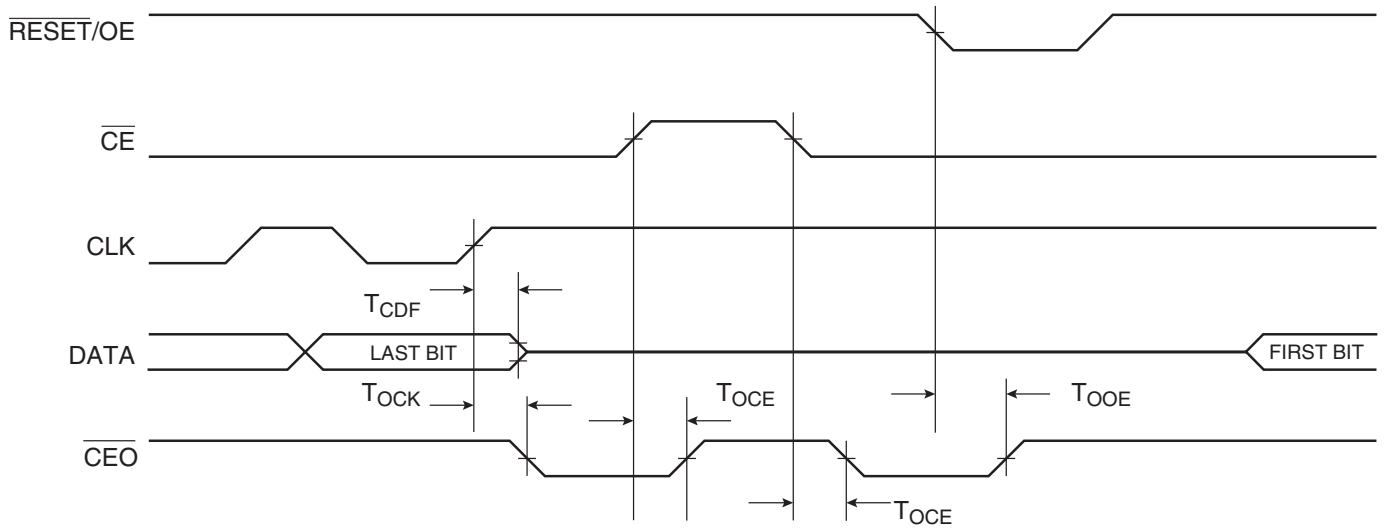 RESET/OE
CE
CLK
TCDF
DATA LAST BIT FIRST BIT
TOCK TOCE TOOE
CEO
TOCE